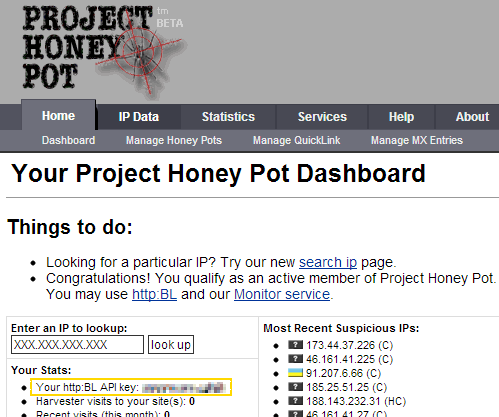 PROJECT tm
HONEY BETA
POT
Home IP Data Statistics Services Help About
Dashboard Manage Honey Pots Manage QuickLink Manage MX Entries
Your Project Honey Pot Dashboard
Things to do:
Looking for a particular IP? Try our new search ip page.
Congratulations! You qualify as an active member of Project Honey Pot.
You may use http:BL and our Monitor service.
Enter an IP to lookup:
XXX.XXX.XXX.XXX look up
Your Stats:
Your http:BL API key:
Harvester visits to your site(s): 0
Recent visits (this month): 0
Most Recent Suspicious IPs:
? 173.44.37.226 (C)
? 46.161.41.225 (C)
91.207.6.66 (C)
? 185.25.51.25 (C)
? 188.143.232.31 (HC)
? 46.161.41.27 (C)